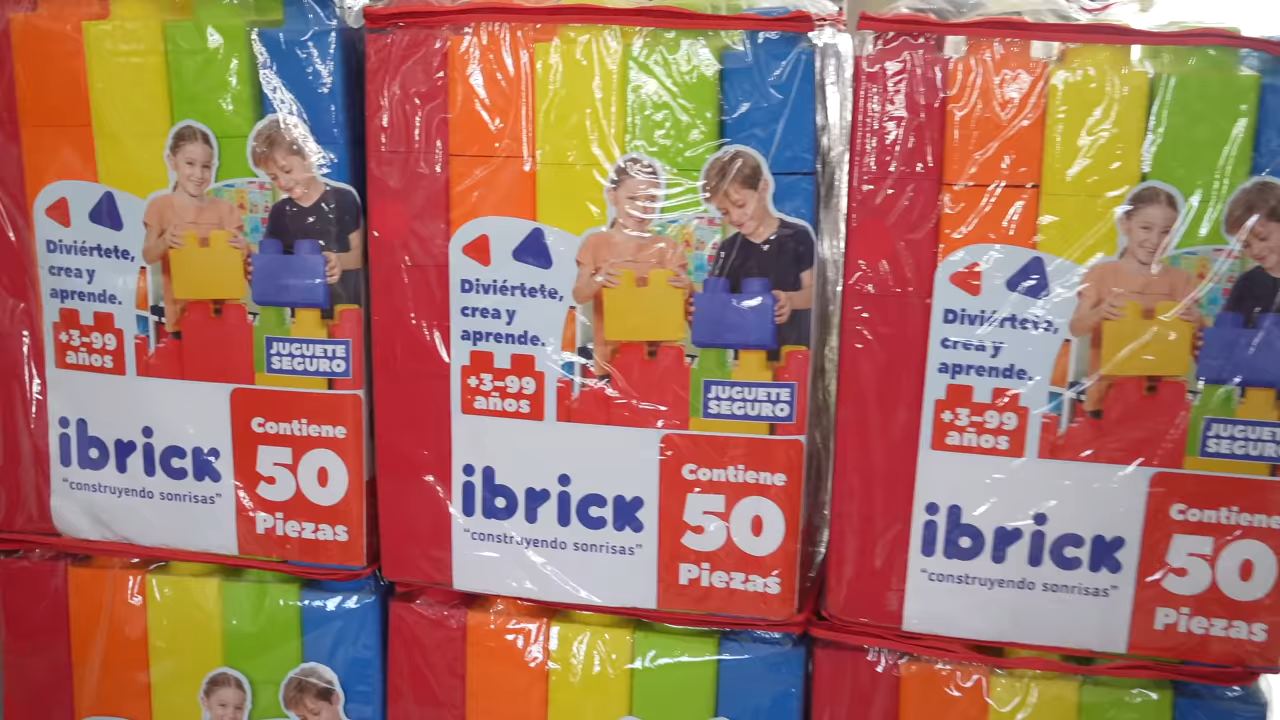 Diviértete,
crea y
aprende.
+3-99
años
JUGUETE
SEGURO
ibrick
"construyendo sonrisas"
Contiene
50
Piezas
Diviértete,
crea y
aprende.
+3-99
años
JUGUETE
SEGURO
ibrick
"construyendo sonrisas"
Contiene
50
Piezas
Diviértete,
crea y
aprende.
+3-99
años
JUGUETE
SEGURO
ibrick
"construyendo sonrisas"
Contiene
50
Piezas